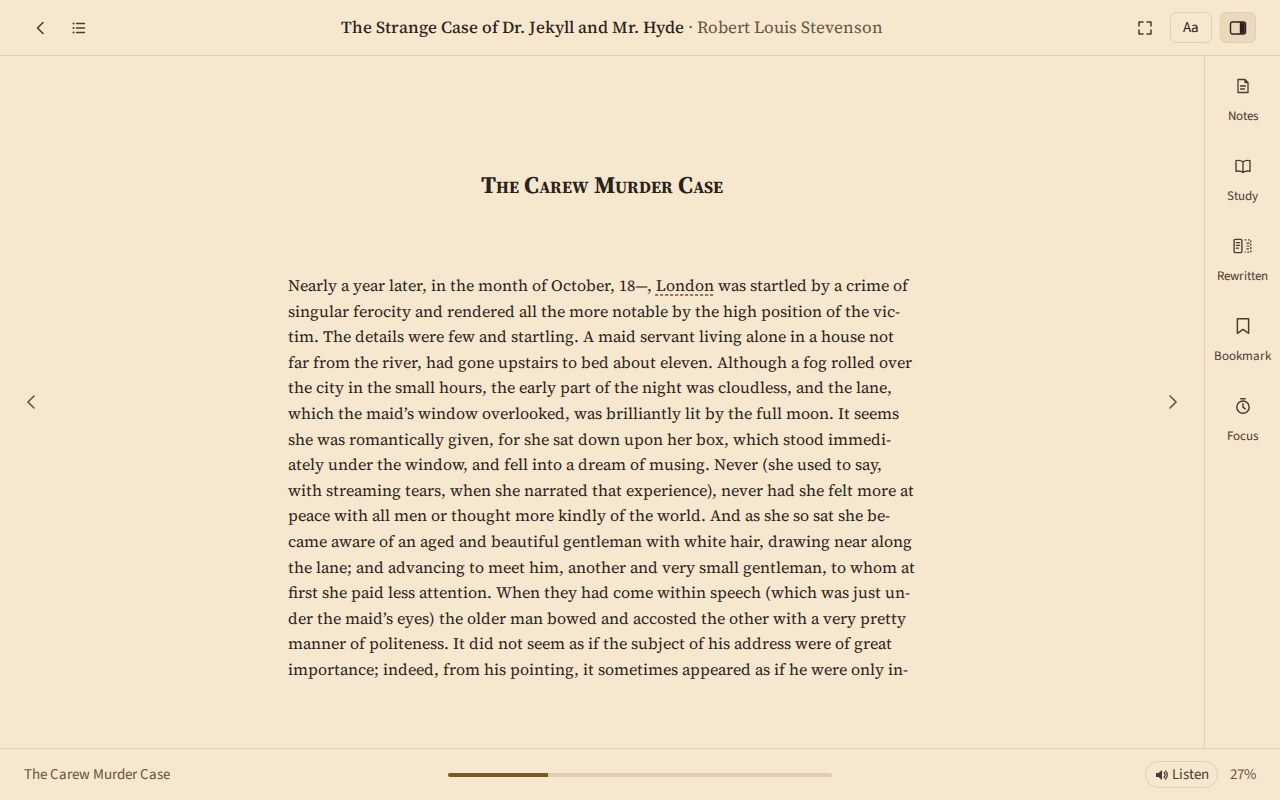 The Strange Case of Dr. Jekyll and Mr. Hyde · Robert Louis Stevenson
Aa
Notes
Study
Rewritten
Bookmark
Focus
The Carew Murder Case
Nearly a year later, in the month of October, 18—, London was startled by a crime of
singular ferocity and rendered all the more notable by the high position of the vic-
tim. The details were few and startling. A maid servant living alone in a house not
far from the river, had gone upstairs to bed about eleven. Although a fog rolled over
the city in the small hours, the early part of the night was cloudless, and the lane,
which the maid’s window overlooked, was brilliantly lit by the full moon. It seems
she was romantically given, for she sat down upon her box, which stood immedi-
ately under the window, and fell into a dream of musing. Never (she used to say,
with streaming tears, when she narrated that experience), never had she felt more at
peace with all men or thought more kindly of the world. And as she so sat she be-
came aware of an aged and beautiful gentleman with white hair, drawing near along
the lane; and advancing to meet him, another and very small gentleman, to whom at
first she paid less attention. When they had come within speech (which was just un-
der the maid’s eyes) the older man bowed and accosted the other with a very pretty
manner of politeness. It did not seem as if the subject of his address were of great
importance; indeed, from his pointing, it sometimes appeared as if he were only in-
The Carew Murder Case
Listen
27%